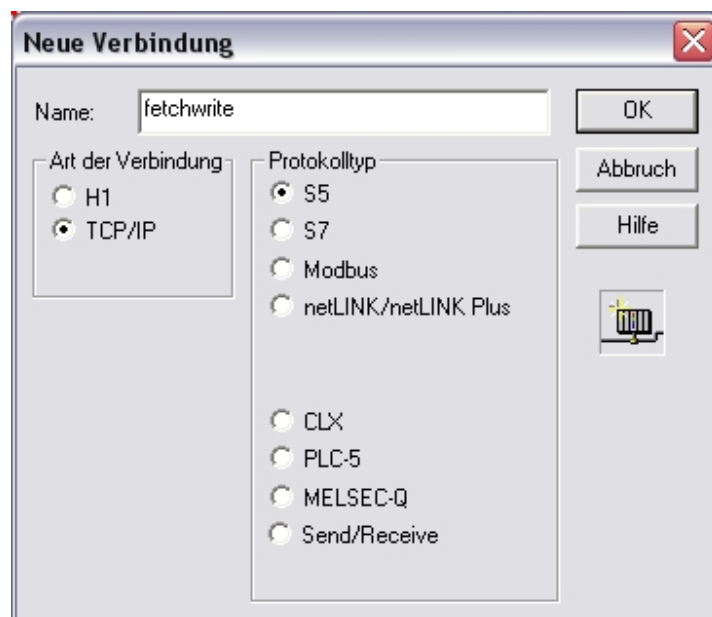 Neue Verbindung
Name:
fetchwrite
OK
Art der Verbindung
H1
TCP/IP
Protokolltyp
S5
S7
Modbus
netLINK/netLINK Plus
CLX
PLC-5
MELSEC-Q
Send/Receive
Abbruch
Hilfe